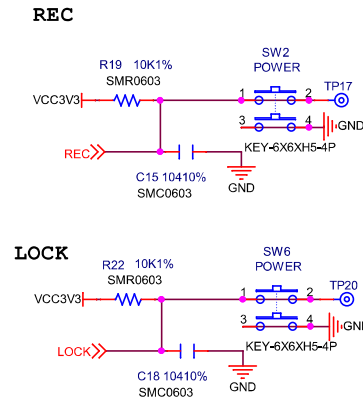 REC
SW2
R19 10K1%
POWER
SMR0603
TP17
VCC3V3
1
2
3
4
GND
REC
KEY-6X6XH5-4P
C15 10410%
SMC0603
GND
LOCK
SW6
R22 10K1%
POWER
SMR0603
TP20
VCC3V3
1
2
3
4
GND
LOCK
KEY-6X6XH5-4P
C18 10410%
SMC0603
GND